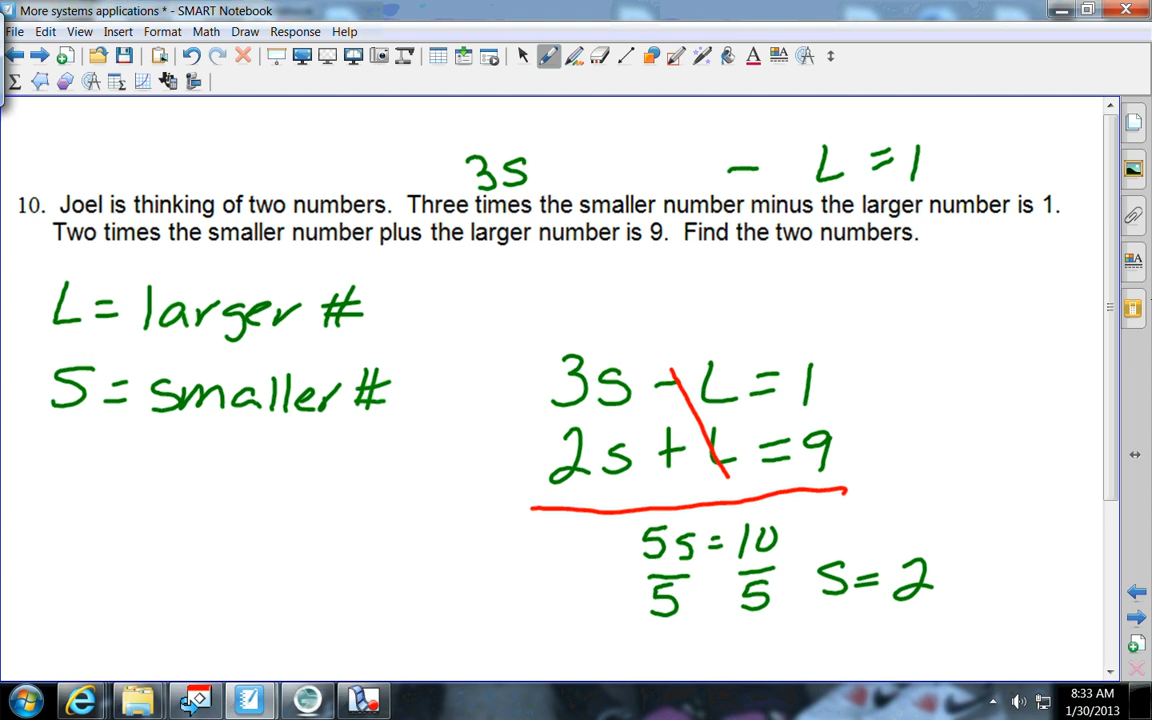 More systems applications * - SMART Notebook
File Edit View Insert Format Math Draw Response Help
3s - L = 1
10. Joel is thinking of two numbers. Three times the smaller number minus the larger number is 1.
Two times the smaller number plus the larger number is 9. Find the two numbers.
L = larger #
S = smaller #
3s - L = 1
2s + L = 9
5s = 10
5 5
S = 2
8:33 AM
1/30/2013